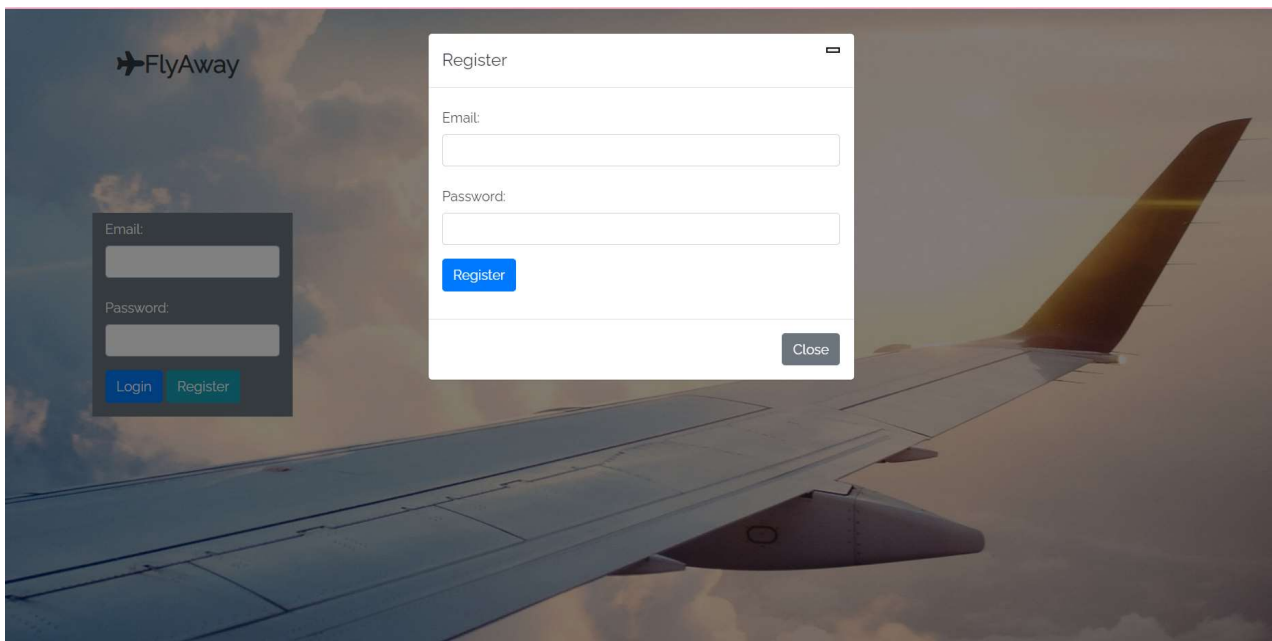 FlyAway
Email:
Password:
Login Register
Register
Email:
Password:
Register
Close